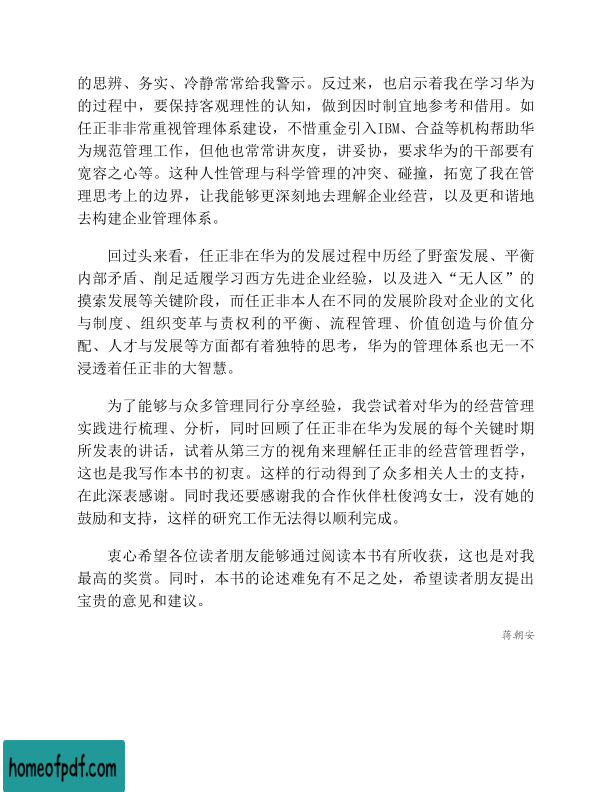 的思辨、务实、冷静常常给我警示。反过来，也启示着我在学习华为
的过程中，要保持客观理性的认知，做到因时制宜地参考和借用。如
任正非非常重视管理体系建设，不惜重金引入IBM、合益等机构帮助华
为规范管理工作，但他也常常讲灰度，讲妥协，要求华为的干部要有
宽容之心等。这种人性管理与科学管理的冲突、碰撞，拓宽了我在管
理思考上的边界，让我能够更深刻地去理解企业经营，以及更和谐地
去构建企业管理体系。
回过头来看，任正非在华为的发展过程中历经了野蛮发展、平衡
内部矛盾、削足适履学习西方先进企业经验，以及进入“无人区”的
摸索发展等关键阶段，而任正非本人在不同的发展阶段对企业的文化
与制度、组织变革与责权利的平衡、流程管理、价值创造与价值分
配、人才与发展等方面都有着独特的思考，华为的管理体系也无一不
浸透着任正非的大智慧。
为了能够与众多管理同行分享经验，我尝试着对华为的经营管理
实践进行梳理、分析，同时回顾了任正非在华为发展的每个关键时期
所发表的讲话，试着从第三方的视角来理解任正非的经营管理哲学，
这也是我写作本书的初衷。这样的行动得到了众多相关人士的支持，
在此深表感谢。同时我还要感谢我的合作伙伴杜俊鸿女士，没有她的
鼓励和支持，这样的研究工作无法得以顺利完成。
衷心希望各位读者朋友能够通过阅读本书有所收获，这也是对我
最高的奖赏。同时，本书的论述难免有不足之处，希望读者朋友提出
宝贵的意见和建议。
蒋朝安
homeofpdf.com